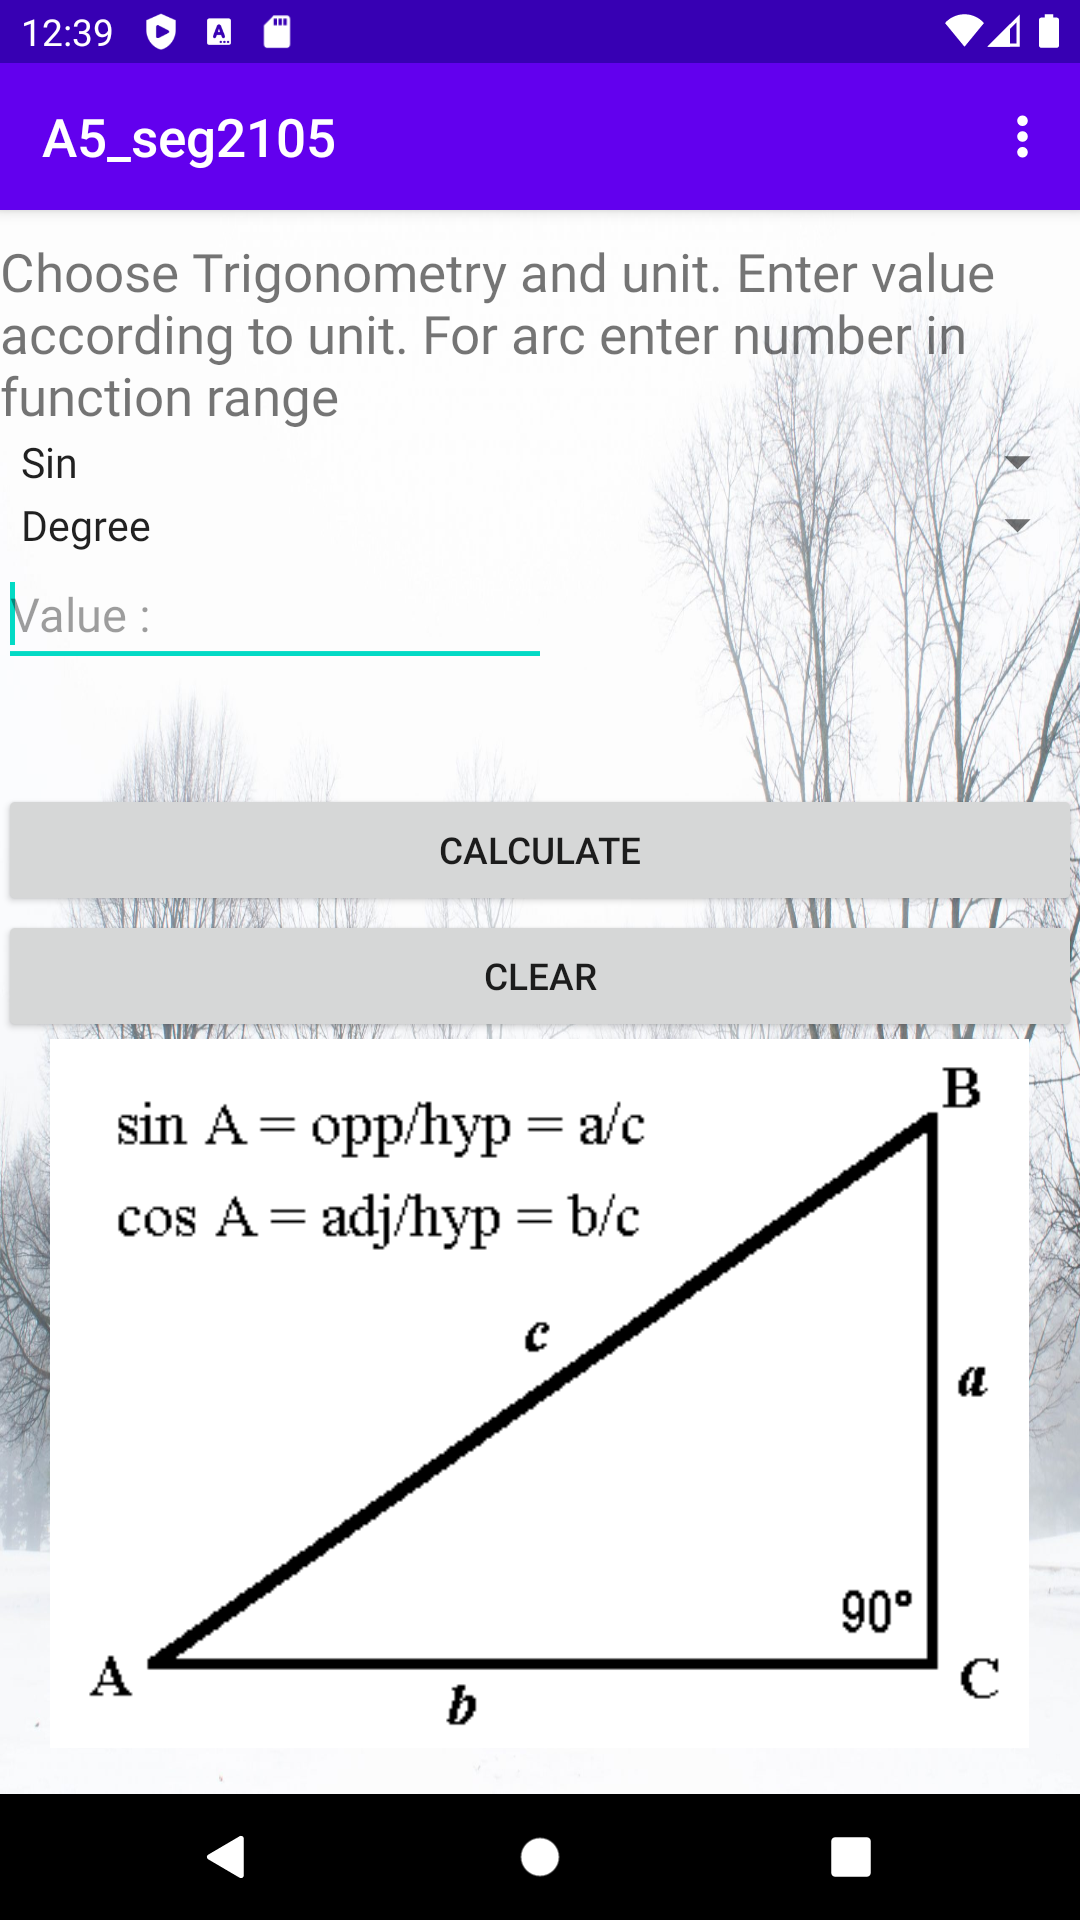 12:39
A5_seg2105
Choose Trigonometry and unit. Enter value
according to unit. For arc enter number in
function range
Sin
Degree
Value :
CALCULATE
CLEAR
B
sin A = opp/hyp = a/c
cos A = adj/hyp = b/c
c
a
90°
A
C
b